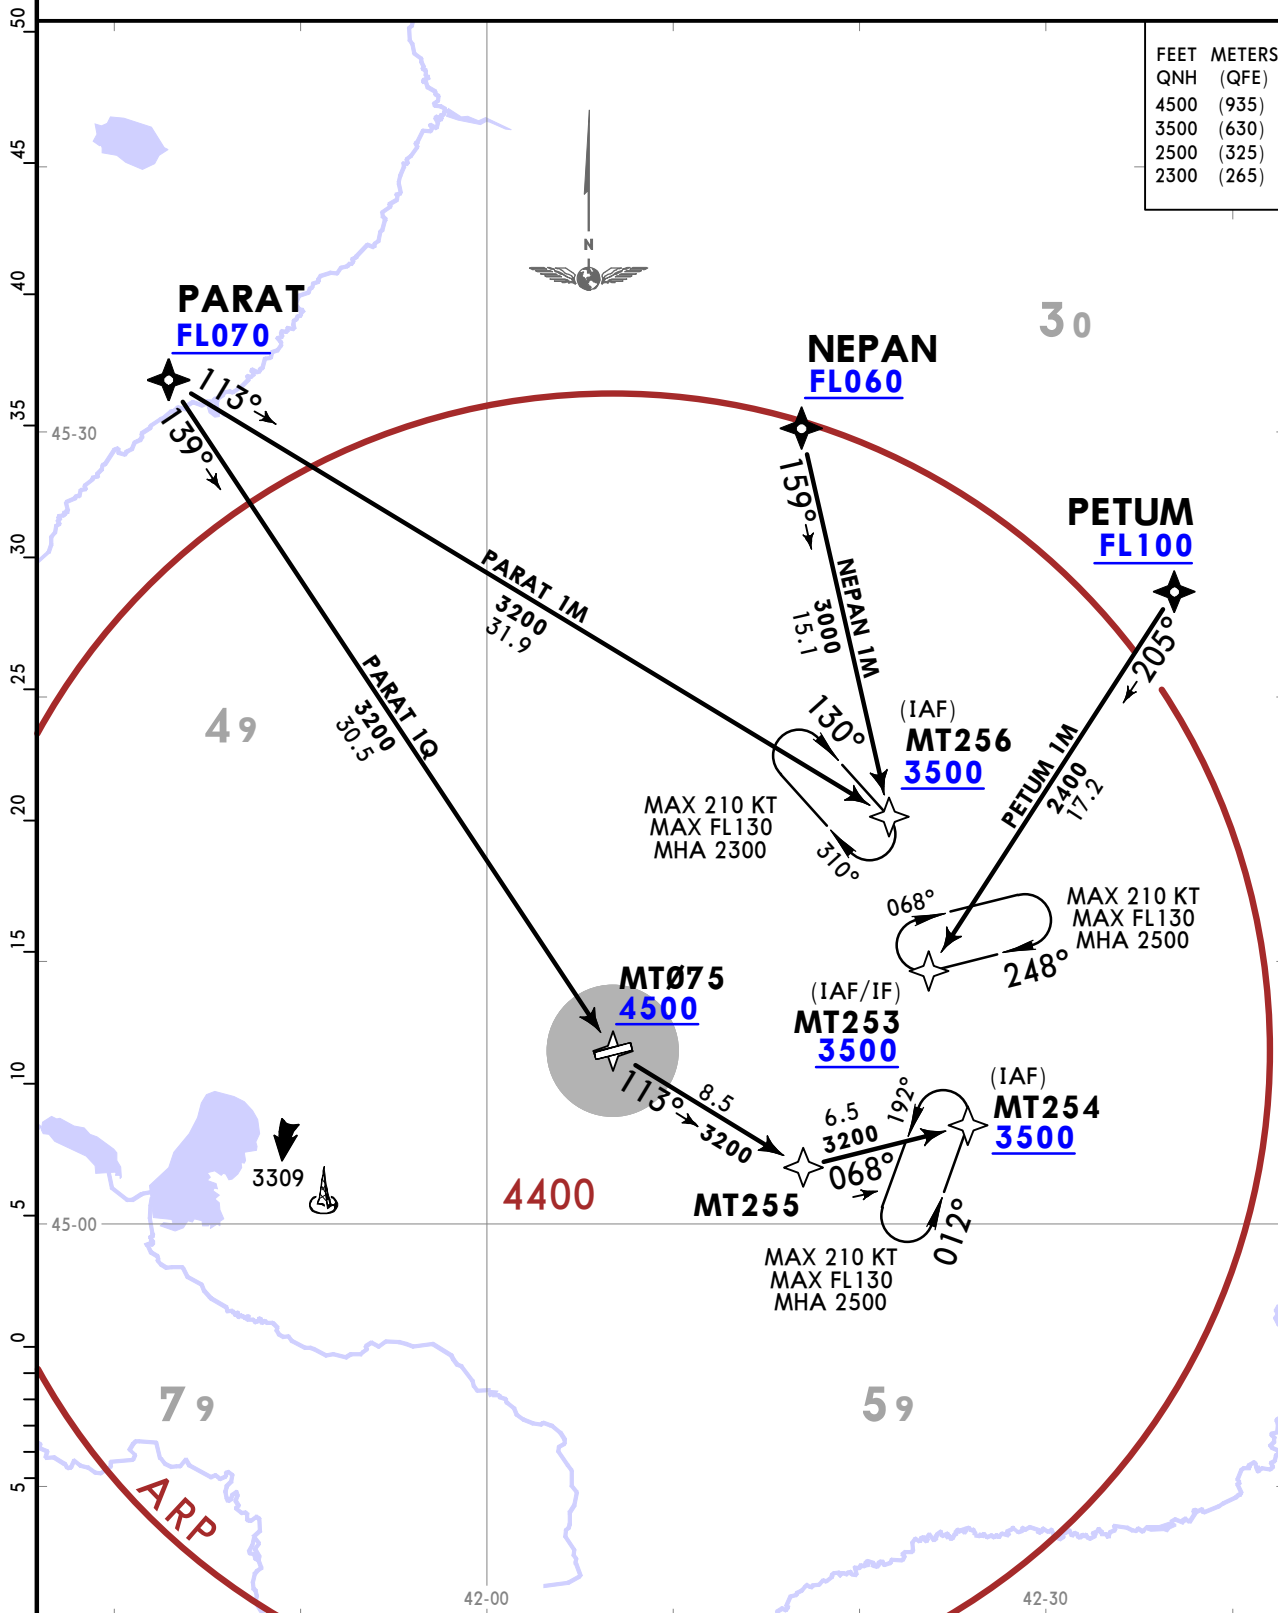 50
45
40
35
30
25
20
15
10
5
0
5
FEET METERS
QNH (QFE)
4500 (935)
3500 (630)
2500 (325)
2300 (265)
N
PARAT
FL070
113°
139°
30
NEPAN
FL060
159°
45-30
PETUM
FL100
205°
PARAT 1M
3200
31.9
NEPAN 1M
3000
15.1
PARAT 1Q
3200
30.5
49
130°
(IAF)
MT256
3500
PETUM 1M
2400
17.2
MAX 210 KT
MAX FL130
MHA 2300
310°
068°
MAX 210 KT
MAX FL130
MHA 2500
248°
MTØ75
4500
(IAF/IF)
MT253
3500
113°
8.5
3200
6.5
3200
068°
192°
(IAF)
MT254
3500
3309
4400
MT255
012°
45-00
MAX 210 KT
MAX FL130
MHA 2500
79
59
ARP
42-00
42-30